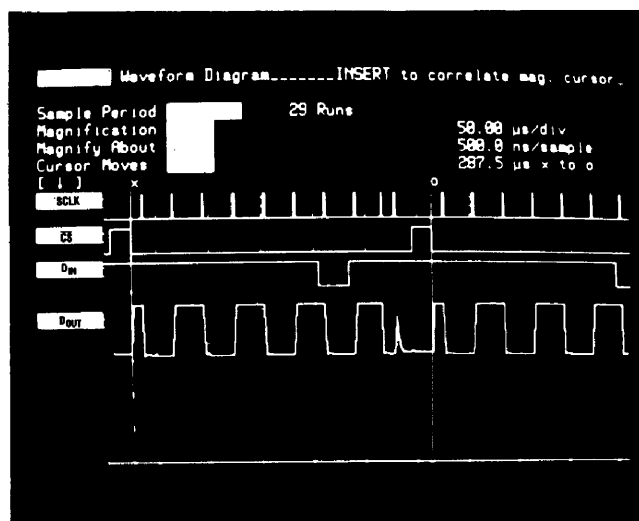 Waveform Diagram_______INSERT to correlate mag. cursor_
Sample Period 29 Runs
Magnification 50.00 µs/div
Magnify About 500.0 ns/sample
Cursor Moves 287.5 µs x to o
[ ↓ ] x o
SCLK
C̅S̅
DIN
DOUT